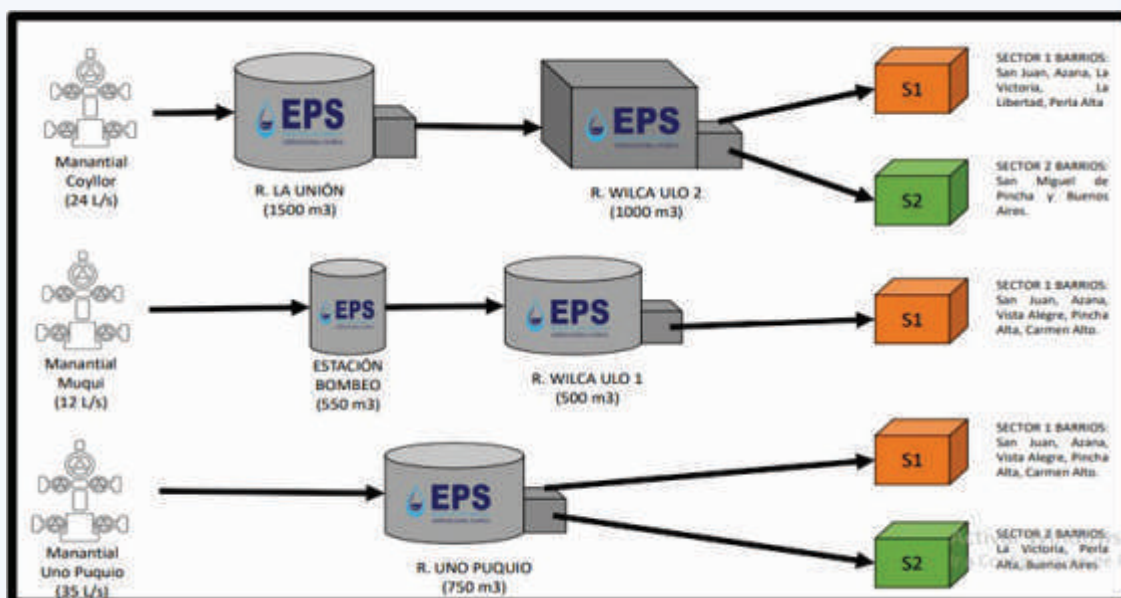 Manantial
Coyllor
(24 L/s)
EPS
R. LA UNIÓN
(1500 m3)
EPS
R. WILCA ULO 2
(1000 m3)
S1
SECTOR 1 BARRIOS:
San Juan, Azana, La
Victoria, La
Libertad, Perla Alta
S2
SECTOR 2 BARRIOS:
San Miguel de
Pincha y Buenos
Aires.
Manantial
Muqui
(12 L/s)
EPS
ESTACIÓN
BOMBEO
(550 m3)
EPS
R. WILCA ULO 1
(500 m3)
S1
SECTOR 1 BARRIOS:
San Juan, Azana,
Vista Alegre, Pincha
Alta, Carmen Alto.
Manantial
Uno Puquio
(35 L/s)
EPS
R. UNO PUQUIO
(750 m3)
S1
SECTOR 1 BARRIOS:
San Juan, Azana,
Vista Alegre, Pincha
Alta, Carmen Alto.
S2
SECTOR 2 BARRIOS:
La Victoria, Perla
Alta, Buenos Aires